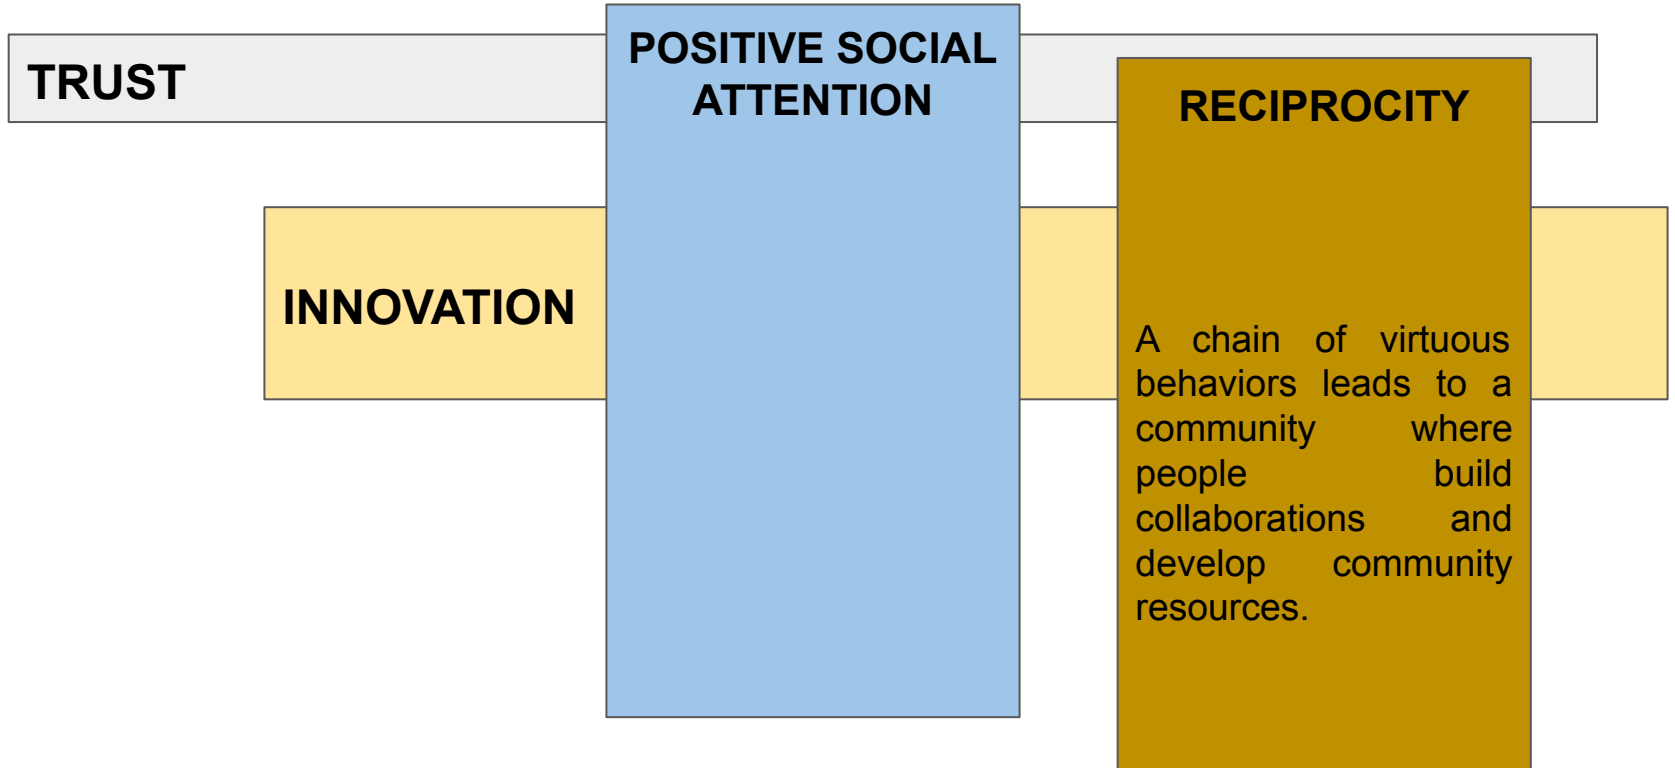 TRUST
POSITIVE SOCIAL
ATTENTION
RECIPROCITY
INNOVATION
A chain of virtuous
behaviors leads to a
community where
people build
collaborations and
develop community
resources.